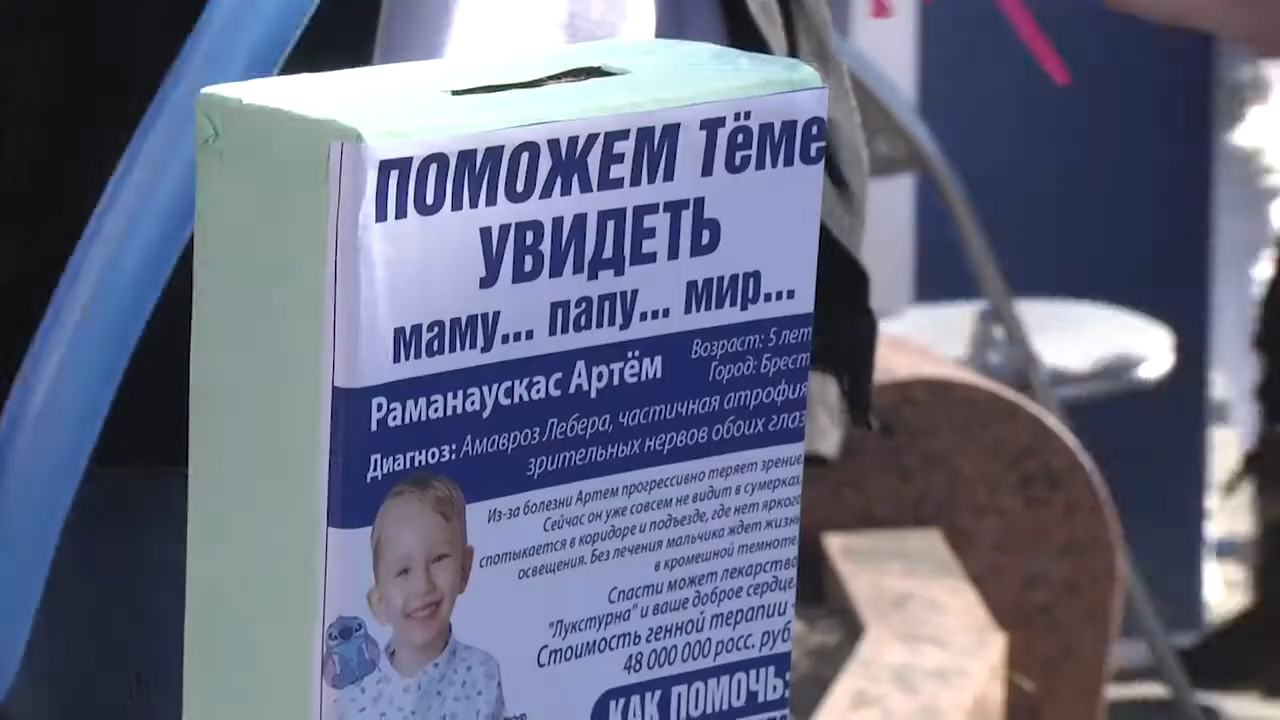 ПОМОЖЕМ Тёме
УВИДЕТЬ
маму... папу... мир...
Раманаускас Артём
Возраст: 5 лет
Город: Брест
Диагноз: Амавроз Лебера, частичная атрофия
зрительных нервов обоих глаз
Из-за болезни Артем прогрессивно теряет зрение.
Сейчас он уже совсем не видит в сумерках,
спотыкается в коридоре и подъезде, где нет яркого
освещения. Без лечения мальчика ждет жизнь
в кромешной темноте.
Спасти может лекарство
"Лукстурна" и ваше доброе сердце.
Стоимость генной терапии -
48 000 000 росс. руб
КАК ПОМОЧЬ: